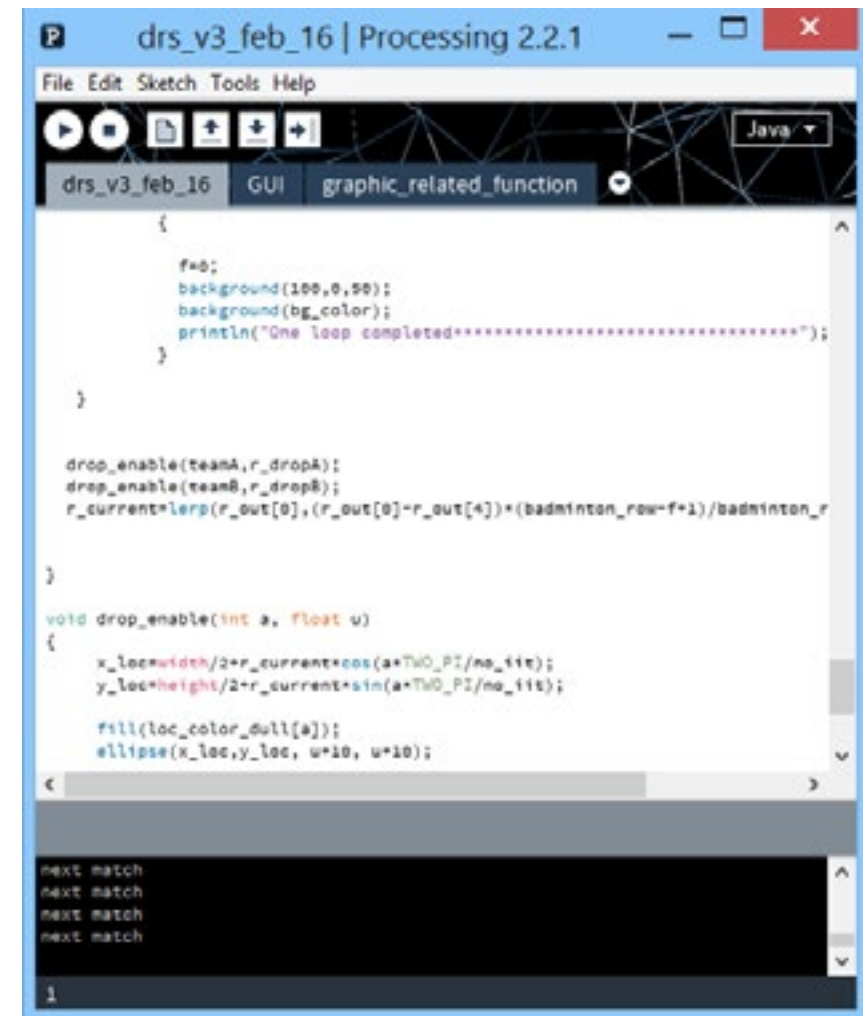 drs_v3_feb_16 | Processing 2.2.1
File Edit Sketch Tools Help
Java
drs_v3_feb_16 GUI graphic_related_function
{
f=0;
background(100,0,50);
background(bg_color);
println("One loop completed**********************************");
}
}
drop_enable(teamA,r_dropA);
drop_enable(teamB,r_dropB);
r_current=lerp(r_out[0],(r_out[0]-r_out[4])*(badminton_row-f+1)/badminton_r
}
void drop_enable(int a, float u)
{
x_loc=width/2+r_current*cos(a*TWO_PI/no_iit);
y_loc=height/2+r_current*sin(a*TWO_PI/no_iit);
fill(loc_color_dull[a]);
ellipse(x_loc,y_loc, u*10, u*10);
next match
next match
next match
next match
1